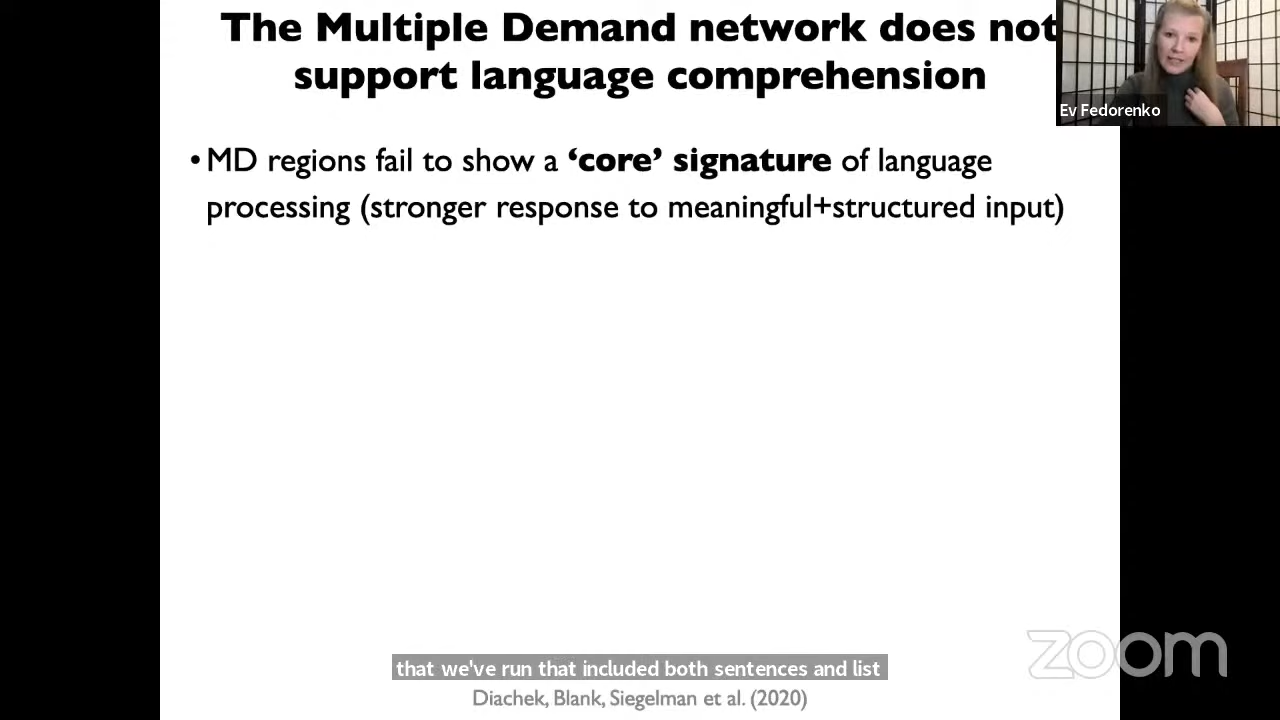 The Multiple Demand network does not
support language comprehension
Ev Fedorenko
• MD regions fail to show a ‘core’ signature of language
processing (stronger response to meaningful+structured input)
that we've run that included both sentences and list
Diachek, Blank, Siegelman et al. (2020)
zoom